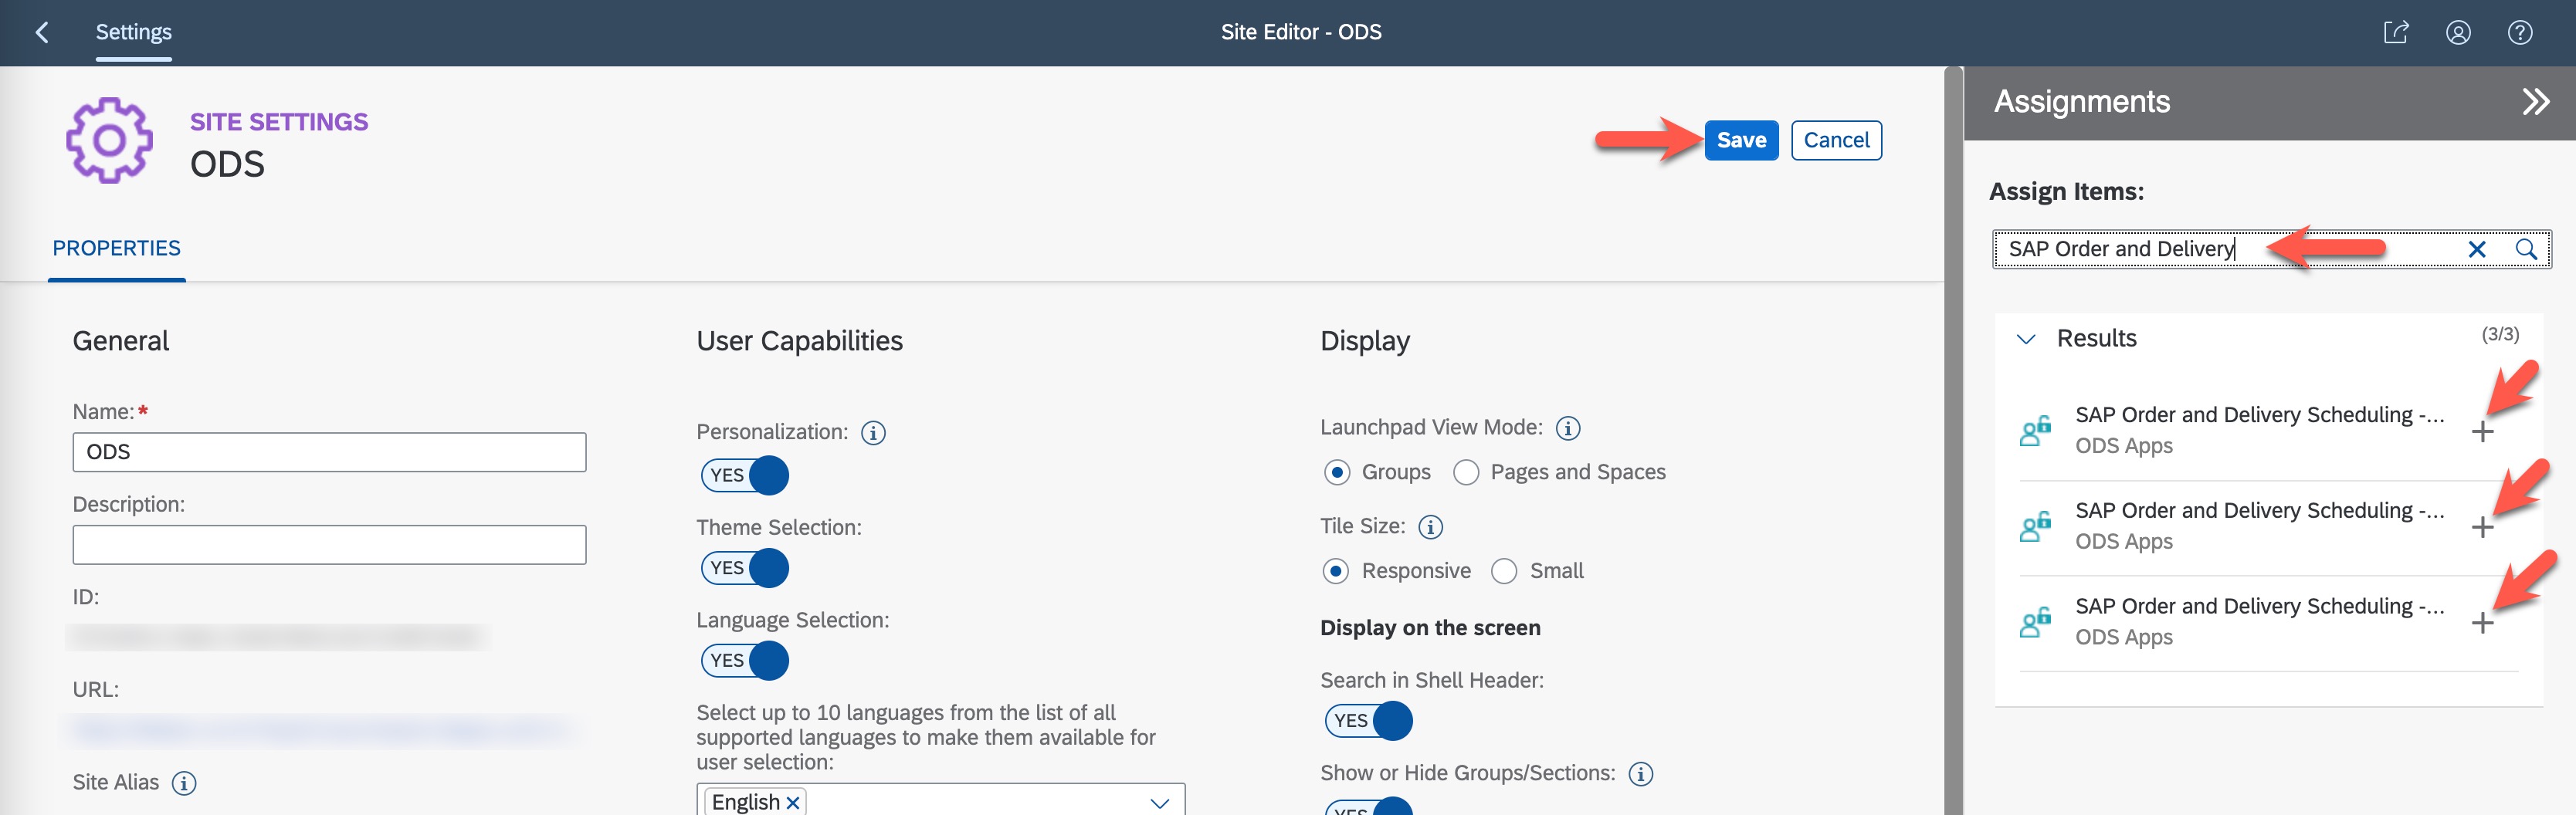 Settings
Site Editor - ODS
SITE SETTINGS
ODS
Save
Cancel
PROPERTIES
General
Name:*
ODS
Description:
ID:
URL:
Site Alias
User Capabilities
Personalization:
YES
Theme Selection:
YES
Language Selection:
YES
Select up to 10 languages from the list of all
supported languages to make them available for
user selection:
English
Display
Launchpad View Mode:
Groups
Pages and Spaces
Tile Size:
Responsive
Small
Display on the screen
Search in Shell Header:
YES
Show or Hide Groups/Sections:
YES
Assignments
Assign Items:
SAP Order and Delivery
Results
(3/3)
SAP Order and Delivery Scheduling -...
ODS Apps
SAP Order and Delivery Scheduling -...
ODS Apps
SAP Order and Delivery Scheduling -...
ODS Apps